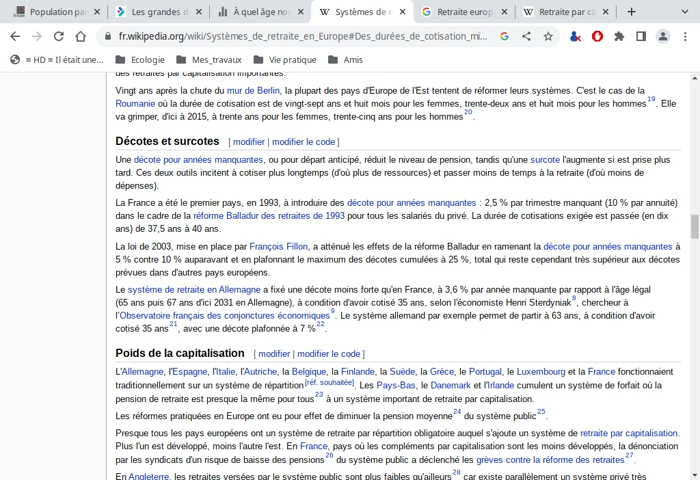 Population pa
Les grandes d
À quel âge no
Systèmes de r
Retraite europ
Retraite par ca
fr.wikipedia.org/wiki/Systèmes_de_retraite_en_Europe#Des_durées_de_cotisation_mi...
= HD = Il était une...
Ecologie
Mes_travaux
Vie pratique
Amis
des retraites par capitalisation importantes.
Vingt ans après la chute du mur de Berlin, la plupart des pays d'Europe de l'Est tentent de réformer leurs systèmes. C'est le cas de la
Roumanie où la durée de cotisation est de vingt-sept ans et huit mois pour les femmes, trente-deux ans et huit mois pour les hommes19. Elle
va grimper, d'ici à 2015, à trente ans pour les femmes, trente-cinq ans pour les hommes20.
Décotes et surcotes [ modifier | modifier le code ]
Une décote pour années manquantes, ou pour départ anticipé, réduit le niveau de pension, tandis qu'une surcote l'augmente si est prise plus
tard. Ces deux outils incitent à cotiser plus longtemps (d'où plus de ressources) et passer moins de temps à la retraite (d'où moins de
dépenses).
La France a été le premier pays, en 1993, à introduire des décote pour années manquantes : 2,5 % par trimestre manquant (10 % par annuité)
dans le cadre de la réforme Balladur des retraites de 1993 pour tous les salariés du privé. La durée de cotisations exigée est passée (en dix
ans) de 37,5 ans à 40 ans.
La loi de 2003, mise en place par François Fillon, a atténué les effets de la réforme Balladur en ramenant la décote pour années manquantes à
5 % contre 10 % auparavant et en plafonnant le maximum des décotes cumulées à 25 %, total qui reste cependant très supérieur aux décotes
prévues dans d'autres pays européens.
Le système de retraite en Allemagne a fixé une décote moins forte qu'en France, à 3,6 % par année manquante par rapport à l'âge légal
(65 ans puis 67 ans d'ici 2031 en Allemagne), à condition d'avoir cotisé 35 ans, selon l'économiste Henri Sterdyniak8, chercheur à
l'Observatoire français des conjonctures économiques9. Le système allemand par exemple permet de partir à 63 ans, à condition d'avoir
cotisé 35 ans21, avec une décote plafonnée à 7 %22.
Poids de la capitalisation [ modifier | modifier le code ]
L'Allemagne, l'Espagne, l'Italie, l'Autriche, la Belgique, la Finlande, la Suède, la Grèce, le Portugal, le Luxembourg et la France fonctionnaient
traditionnellement sur un système de répartition[réf. souhaitée]. Les Pays-Bas, le Danemark et l'Irlande cumulent un système de forfait où la
pension de retraite est presque la même pour tous23 à un système important de retraite par capitalisation.
Les réformes pratiquées en Europe ont eu pour effet de diminuer la pension moyenne24 du système public25.
Presque tous les pays européens ont un système de retraite par répartition obligatoire auquel s'ajoute un système de retraite par capitalisation.
Plus l'un est développé, moins l'autre l'est. En France, pays où les compléments par capitalisation sont les moins développés, la dénonciation
par les syndicats d'un risque de baisse des pensions26 du système public a déclenché les grèves contre la réforme des retraites27.
En Angleterre, les retraites versées par le système public sont plus faibles qu'ailleurs28 car existe parallèlement un système privé très